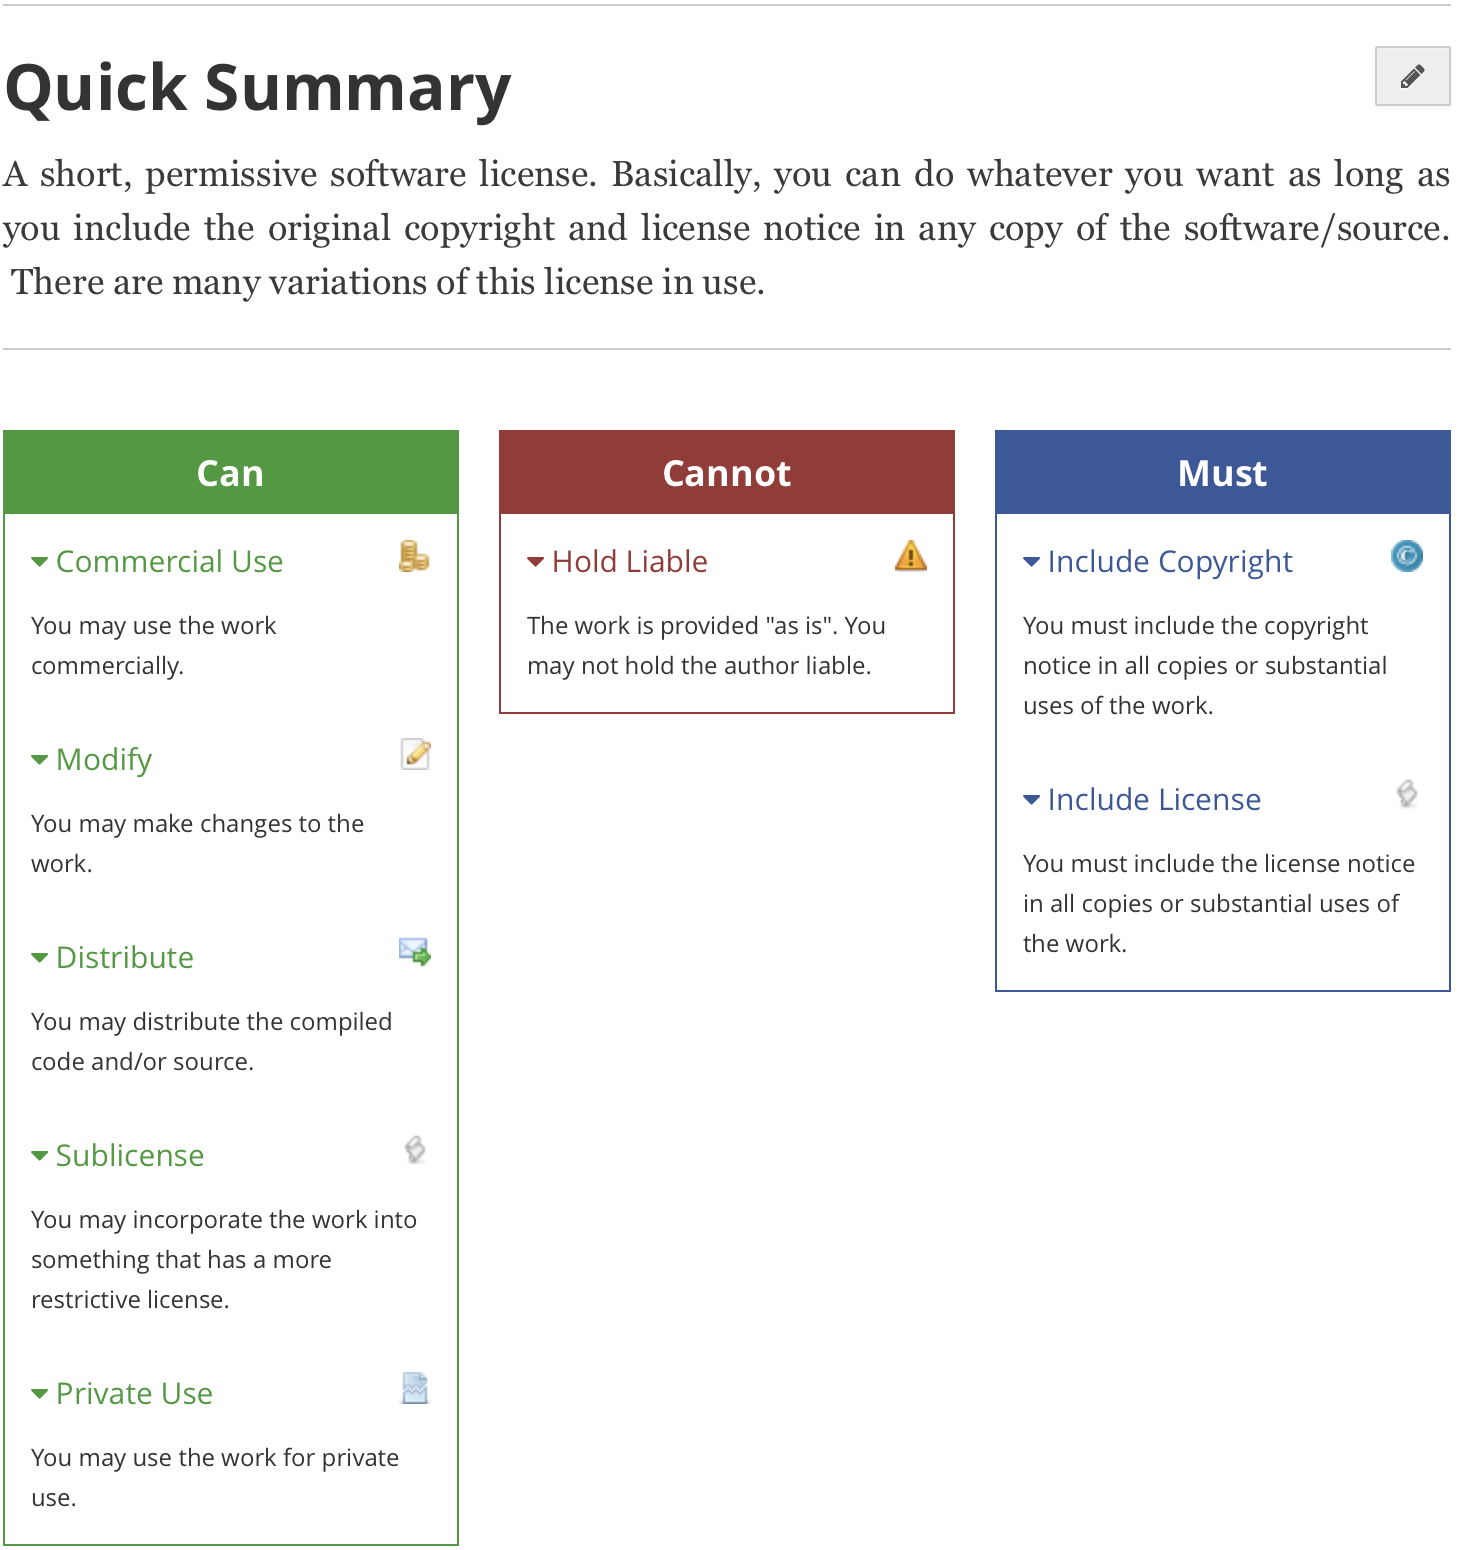 Quick Summary
A short, permissive software license. Basically, you can do whatever you want as long as
you include the original copyright and license notice in any copy of the software/source.
There are many variations of this license in use.
Can
Commercial Use
You may use the work
commercially.
Modify
You may make changes to the
work.
Distribute
You may distribute the compiled
code and/or source.
Sublicense
You may incorporate the work into
something that has a more
restrictive license.
Private Use
You may use the work for private
use.
Cannot
Hold Liable
The work is provided "as is". You
may not hold the author liable.
Must
Include Copyright
You must include the copyright
notice in all copies or substantial
uses of the work.
Include License
You must include the license notice
in all copies or substantial uses of
the work.